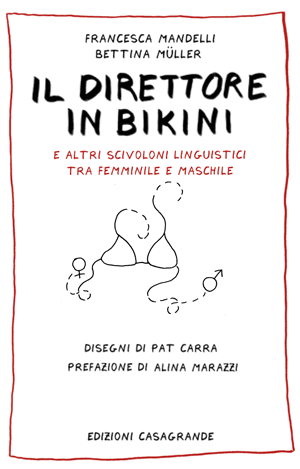 FRANCESCA MANDELLI
BETTINA MÜLLER
IL DIRETTORE
IN BIKINI
E ALTRI SCIVOLONI LINGUISTICI
TRA FEMMINILE E MASCHILE
DISEGNI DI PAT CARRA
PREFAZIONE DI ALINA MARAZZI
EDIZIONI CASAGRANDE